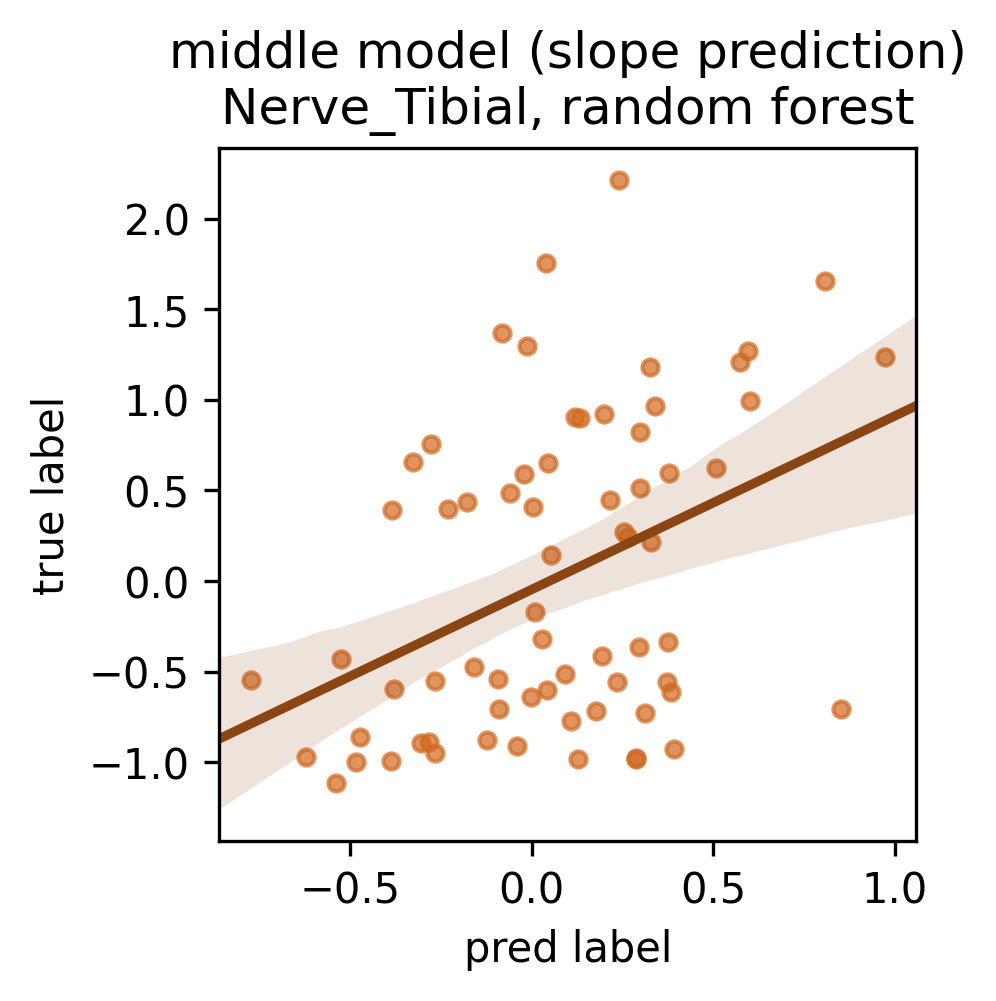 middle model (slope prediction)
Nerve_Tibial, random forest
2.0
1.5
1.0
0.5
0.0
−0.5
−1.0
true label
−0.5
0.0
0.5
1.0
pred label